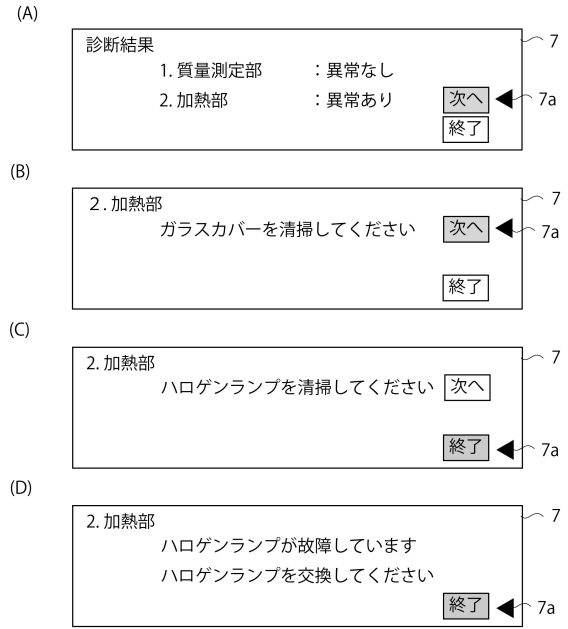 (A)
診断結果 7
1. 質量測定部 : 異常なし
2. 加熱部 : 異常あり 次へ 7a
終了
(B)
2 . 加熱部 7
ガラスカバーを清掃してください 次へ 7a
終了
(C)
2. 加熱部 7
ハロゲンランプを清掃してください 次へ
終了 7a
(D)
2. 加熱部 7
ハロゲンランプが故障しています
ハロゲンランプを交換してください
終了 7a